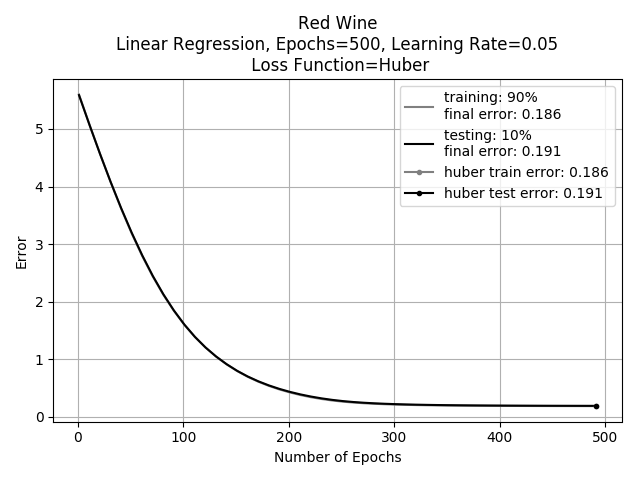 Red Wine
Linear Regression, Epochs=500, Learning Rate=0.05
Loss Function=Huber
training: 90%
final error: 0.186
testing: 10%
final error: 0.191
huber train error: 0.186
huber test error: 0.191
Error
5
4
3
2
1
0
0 100 200 300 400 500
Number of Epochs